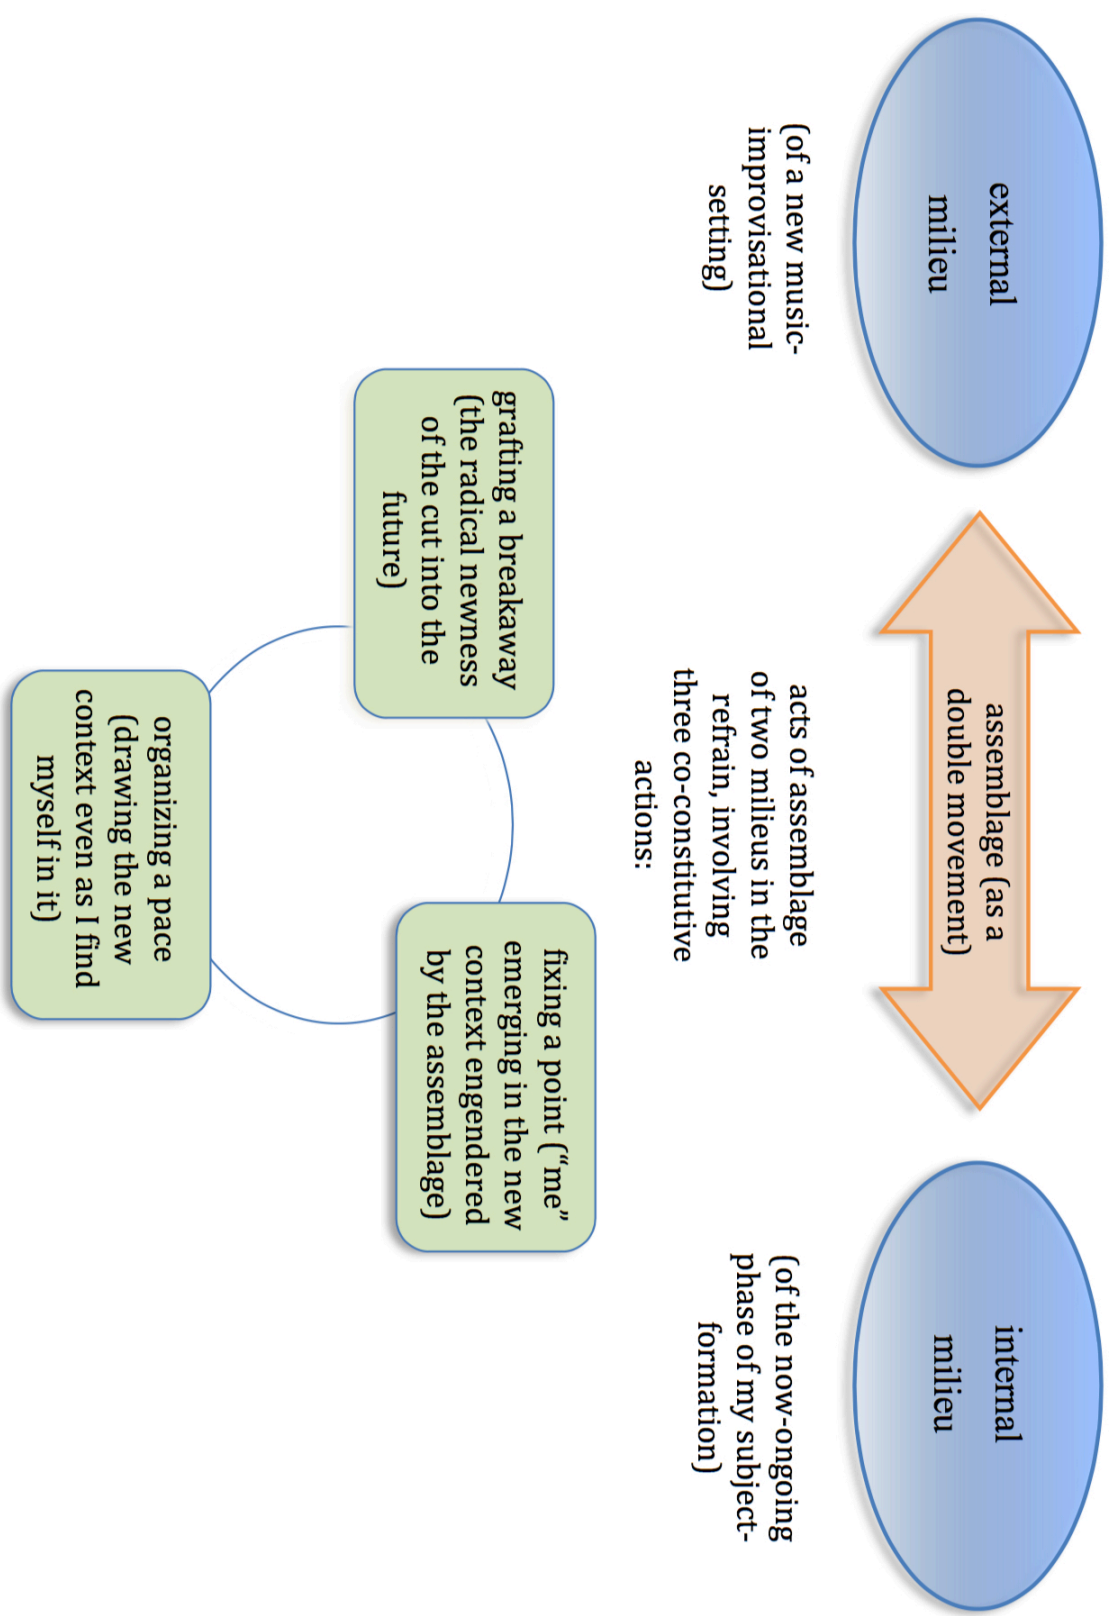 external
milieu
assemblage (as a
double movement)
internal
milieu
(of a new music-
improvisational
setting)
acts of assemblage
of two milieus in the
refrain, involving
three co-constitutive
actions:
(of the now-ongoing
phase of my subject-
formation)
grafting a breakaway
(the radical newness
of the cut into the
future)
fixing a point (“me”
emerging in the new
context engendered
by the assemblage)
organizing a pace
(drawing the new
context even as I find
myself in it)